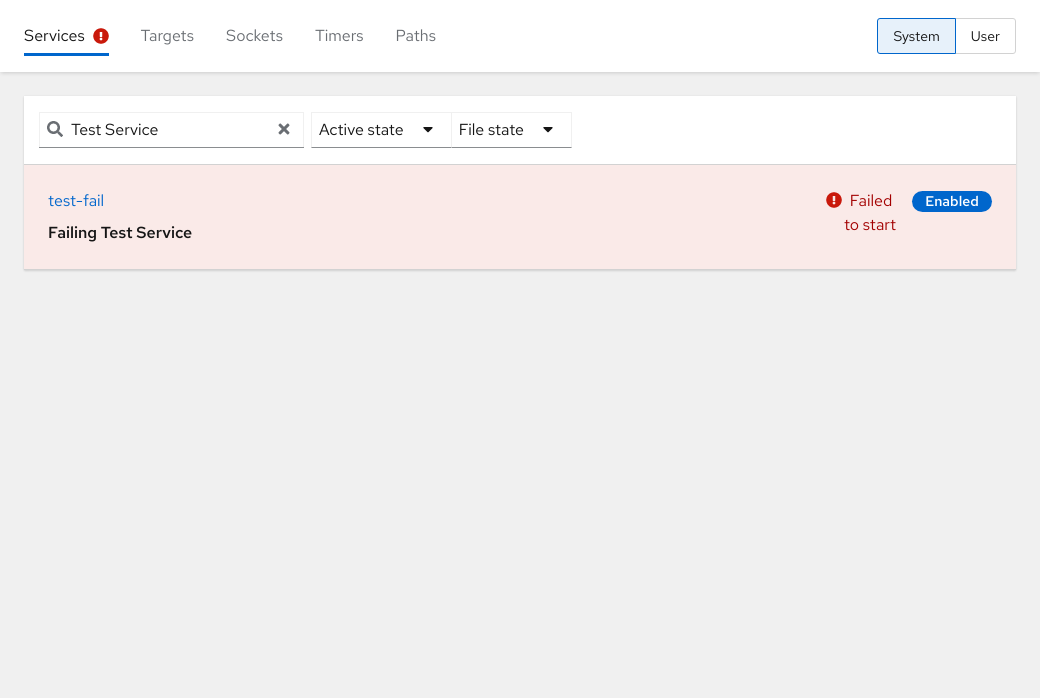 Services Targets Sockets Timers Paths System User
Test Service Active state File state
test-fail Failed Enabled
to start
Failing Test Service